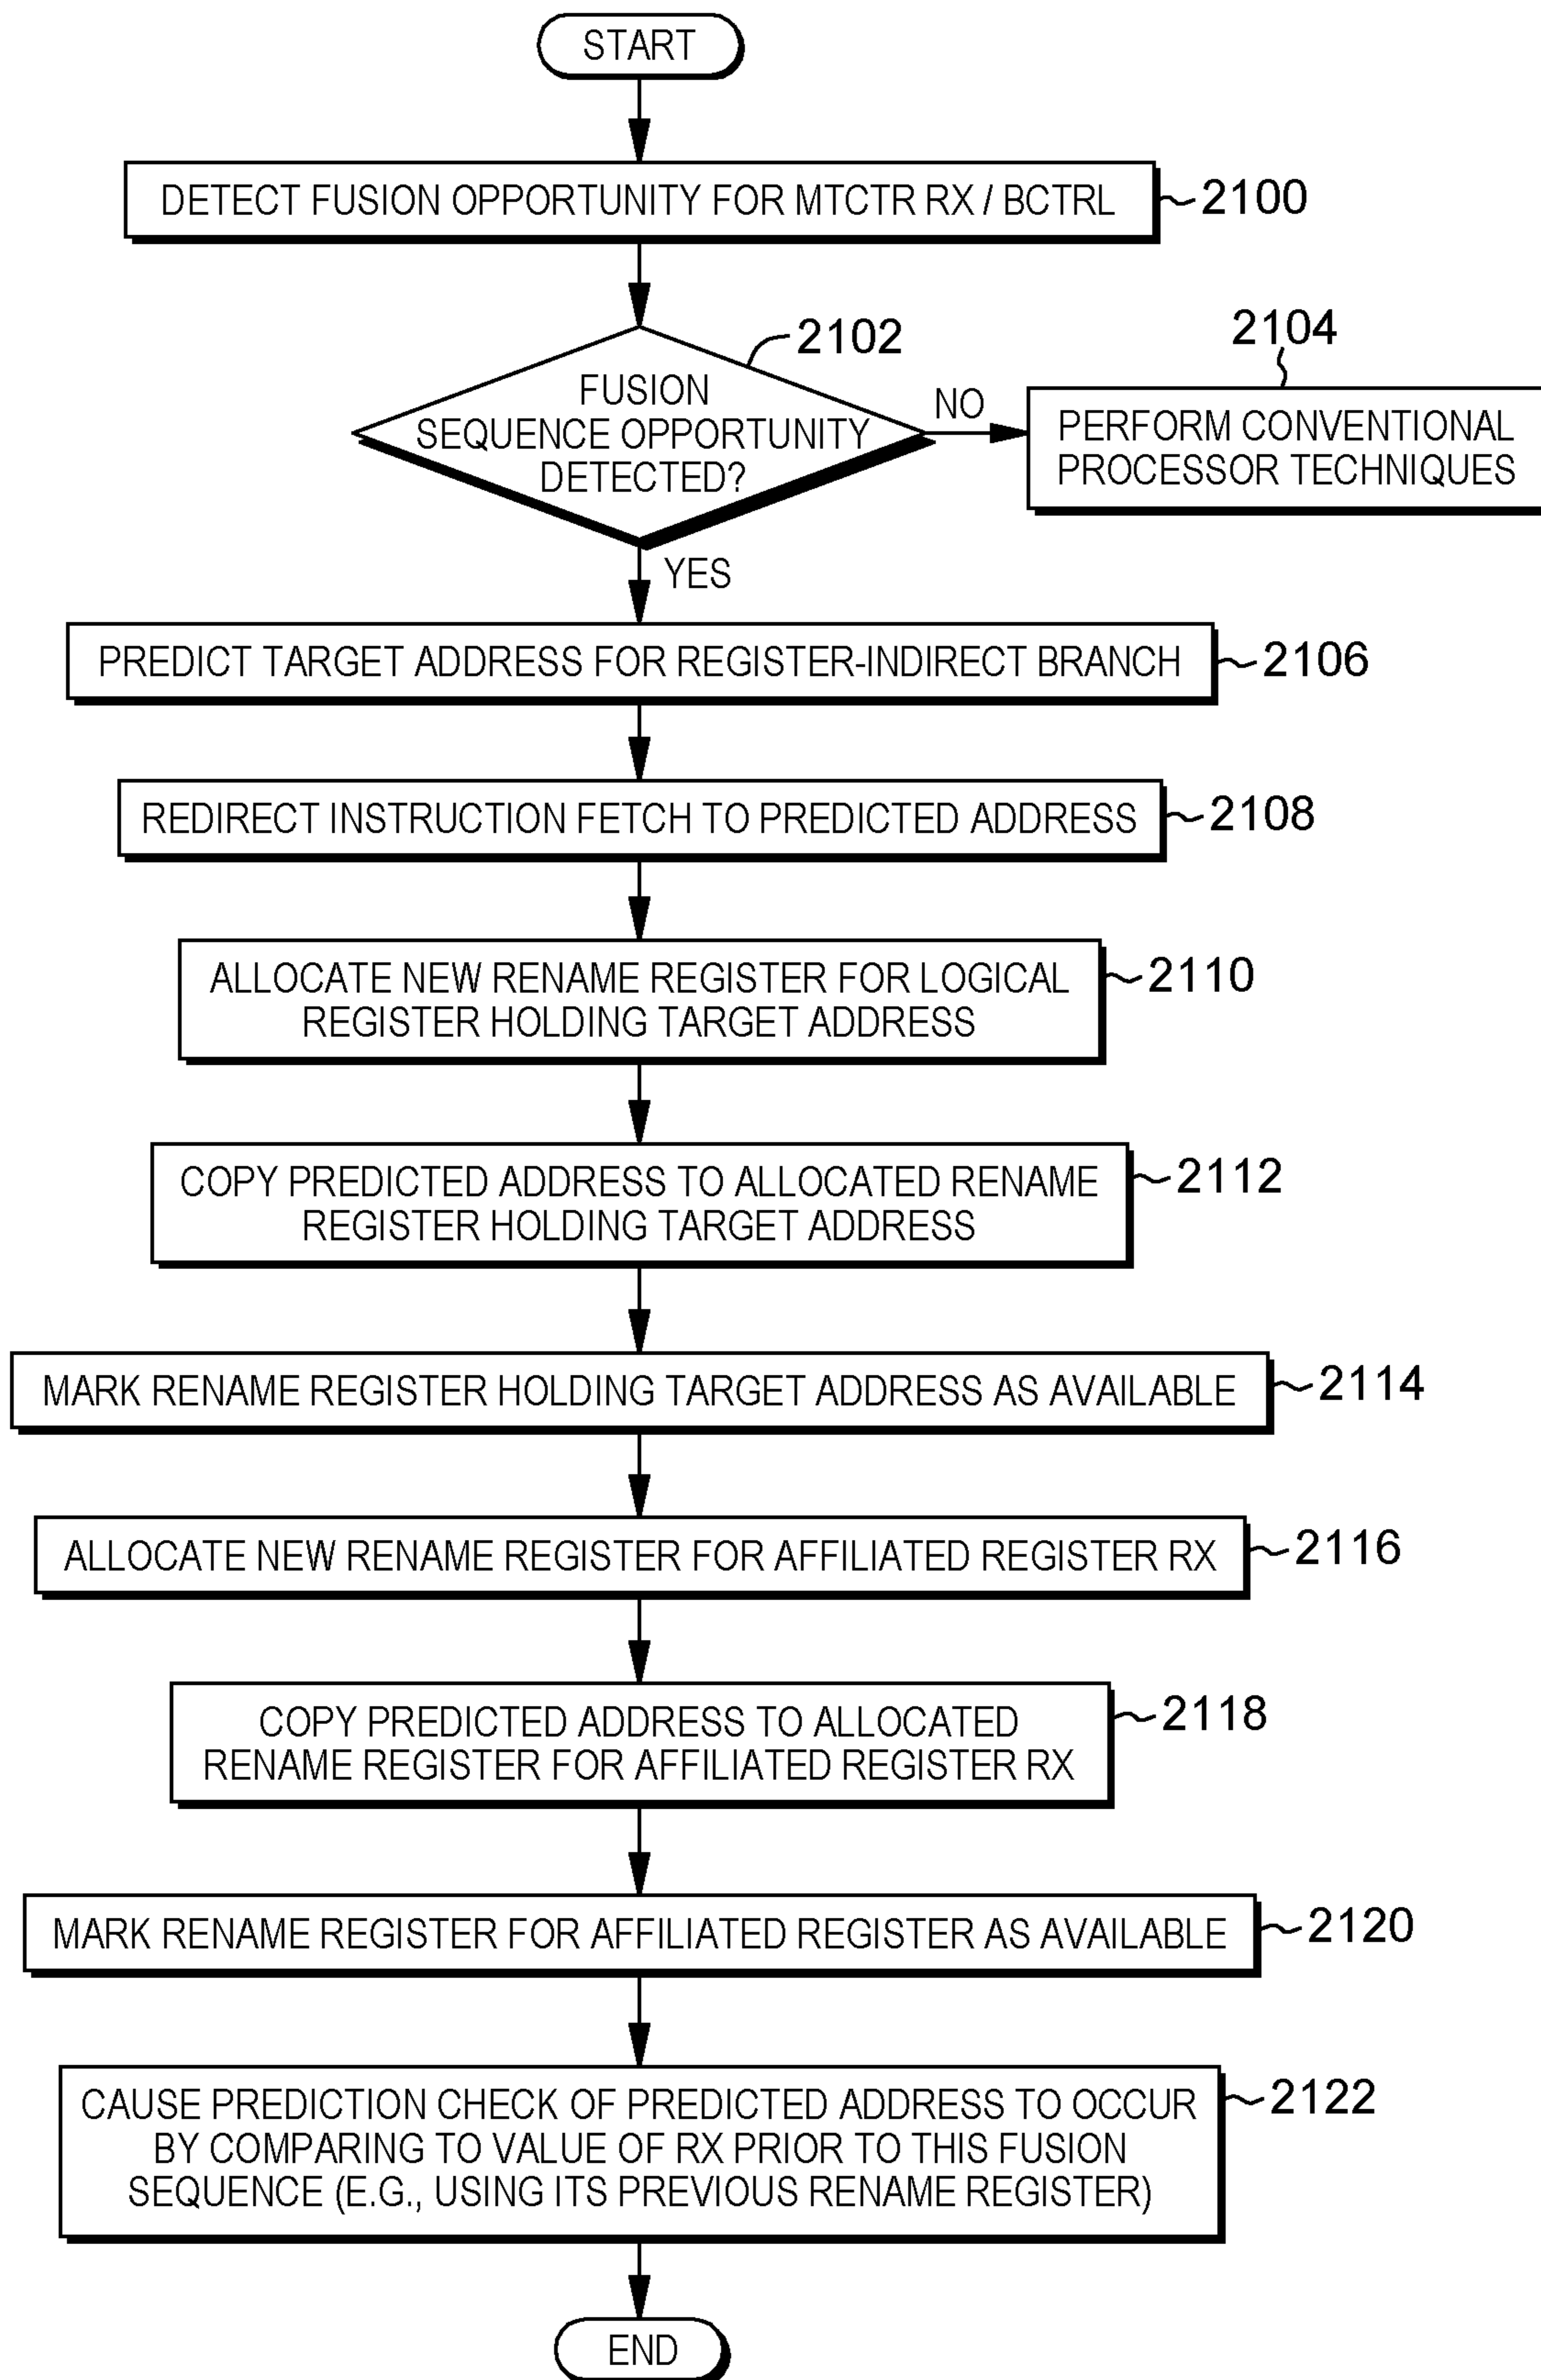 START
DETECT FUSION OPPORTUNITY FOR MTCTR RX / BCTRL
2100
2102
FUSION
SEQUENCE OPPORTUNITY
DETECTED?
NO
2104
PERFORM CONVENTIONAL
PROCESSOR TECHNIQUES
YES
PREDICT TARGET ADDRESS FOR REGISTER-INDIRECT BRANCH
2106
REDIRECT INSTRUCTION FETCH TO PREDICTED ADDRESS
2108
ALLOCATE NEW RENAME REGISTER FOR LOGICAL
REGISTER HOLDING TARGET ADDRESS
2110
COPY PREDICTED ADDRESS TO ALLOCATED RENAME
REGISTER HOLDING TARGET ADDRESS
2112
MARK RENAME REGISTER HOLDING TARGET ADDRESS AS AVAILABLE
2114
ALLOCATE NEW RENAME REGISTER FOR AFFILIATED REGISTER RX
2116
COPY PREDICTED ADDRESS TO ALLOCATED
RENAME REGISTER FOR AFFILIATED REGISTER RX
2118
MARK RENAME REGISTER FOR AFFILIATED REGISTER AS AVAILABLE
2120
CAUSE PREDICTION CHECK OF PREDICTED ADDRESS TO OCCUR
BY COMPARING TO VALUE OF RX PRIOR TO THIS FUSION
SEQUENCE (E.G., USING ITS PREVIOUS RENAME REGISTER)
2122
END